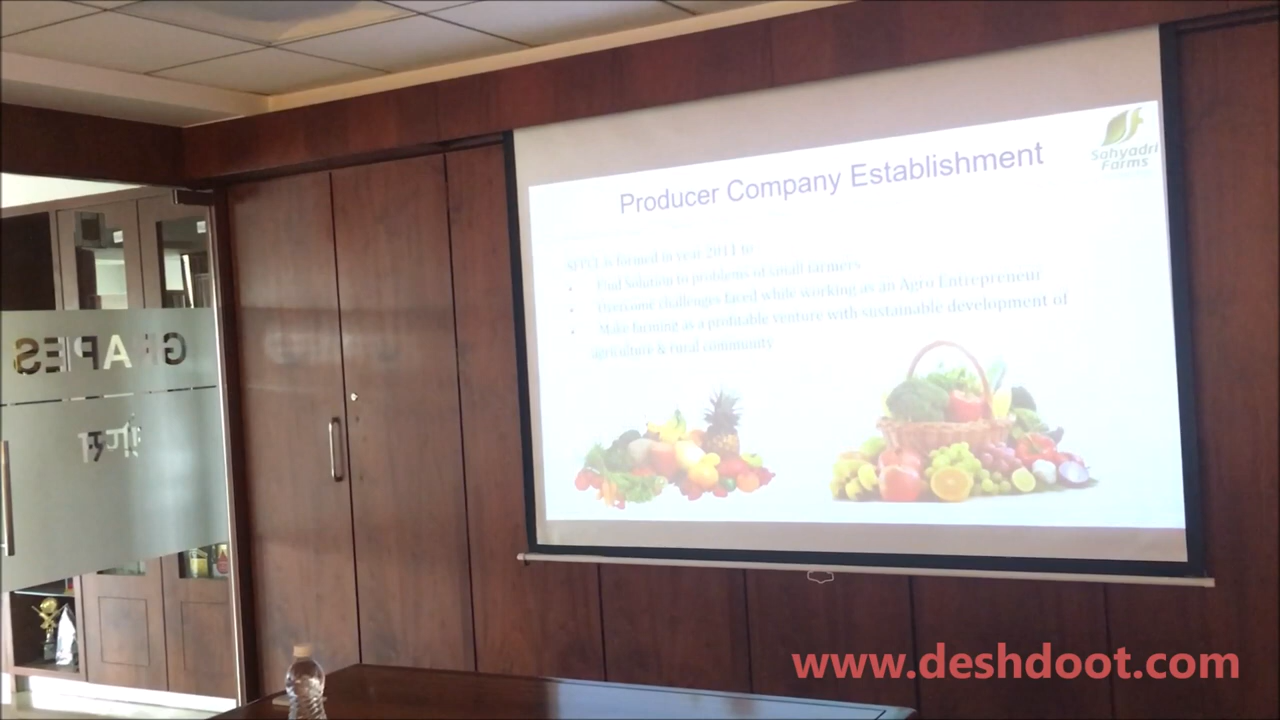 Sahyadri
Farms
Producer Company Establishment
is formed in year 2011 to
• Find Solution to problems of small farmers
• Overcome challenges faced while working as an Agro Entrepreneur
• Make farming as a profitable venture with sustainable development of
agriculture & rural community
GRAPES
www.deshdoot.com